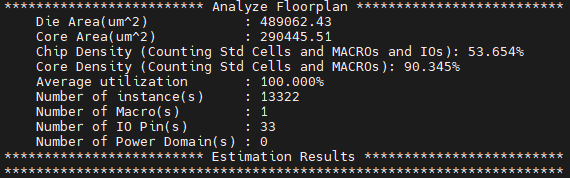 ************************* Analyze Floorplan **************************
Die Area(um^2) : 489062.43
Core Area(um^2) : 290445.51
Chip Density (Counting Std Cells and MACROs and IOs): 53.654%
Core Density (Counting Std Cells and MACROs): 90.345%
Average utilization : 100.000%
Number of instance(s) : 13322
Number of Macro(s) : 1
Number of IO Pin(s) : 33
Number of Power Domain(s) : 0
************************* Estimation Results *************************
**********************************************************************